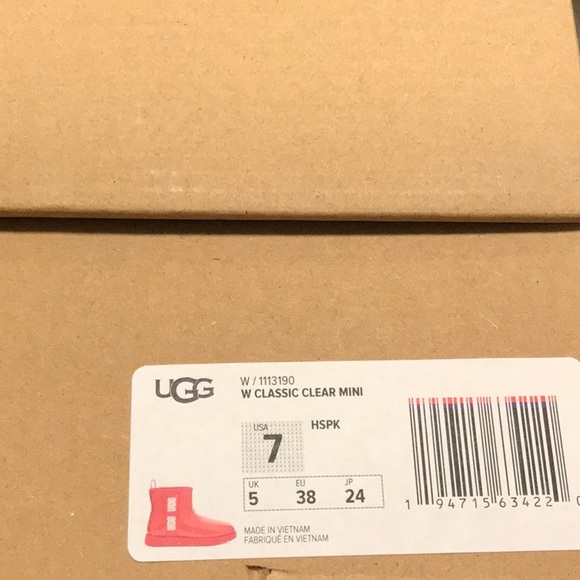 UGG
W / 1113190
W CLASSIC CLEAR MINI
USA
7
HSPK
UK EU JP
5 38 24
MADE IN VIETNAM
FABRIQUÉ EN VIETNAM
1 94715 63422